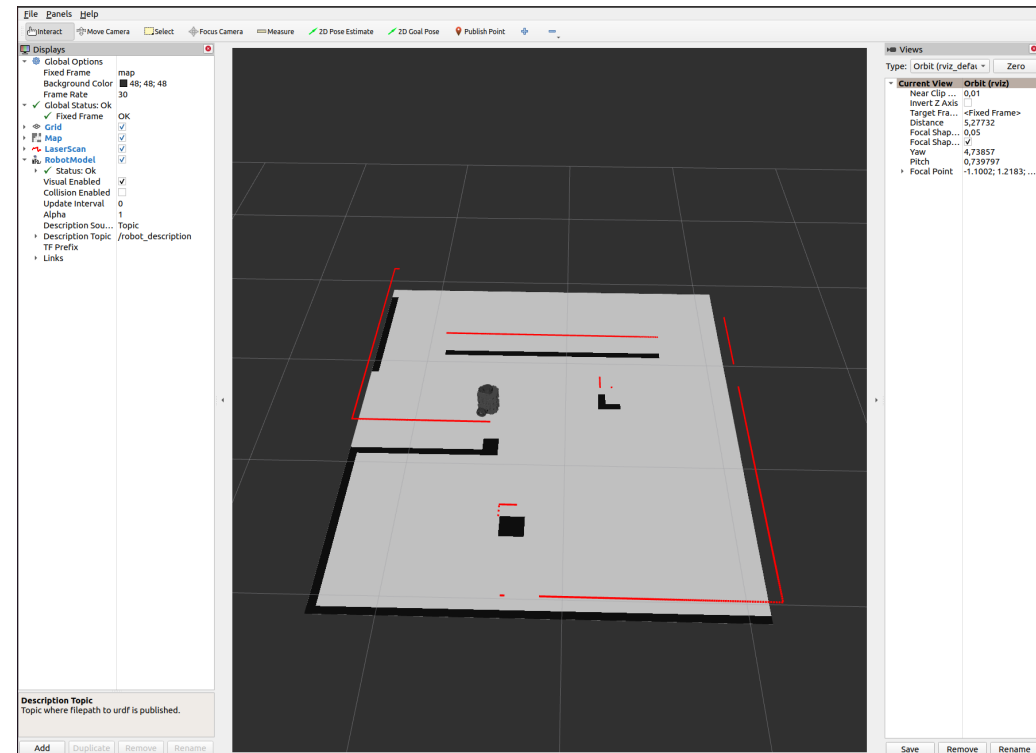 File Panels Help
Interact Move Camera Select Focus Camera Measure 2D Pose Estimate 2D Goal Pose Publish Point
Displays
Global Options
Fixed Frame map
Background Color 48; 48; 48
Frame Rate 30
Global Status: Ok
Fixed Frame OK
Grid
Map
LaserScan
RobotModel
Status: Ok
Visual Enabled
Collision Enabled
Update Interval 0
Alpha 1
Description Sou... Topic
Description Topic /robot_description
TF Prefix
Links
Description Topic
Topic where filepath to urdf is published.
Add Duplicate Remove Rename
Views
Type: Orbit (rviz_defau Zero
Current View Orbit (rviz)
Near Clip ... 0,01
Invert Z Axis
Target Fra... <Fixed Frame>
Distance 5,27732
Focal Shap... 0,05
Focal Shap...
Yaw 4,73857
Pitch 0,739797
Focal Point -1.1002; 1.2183; ...
Save Remove Rename